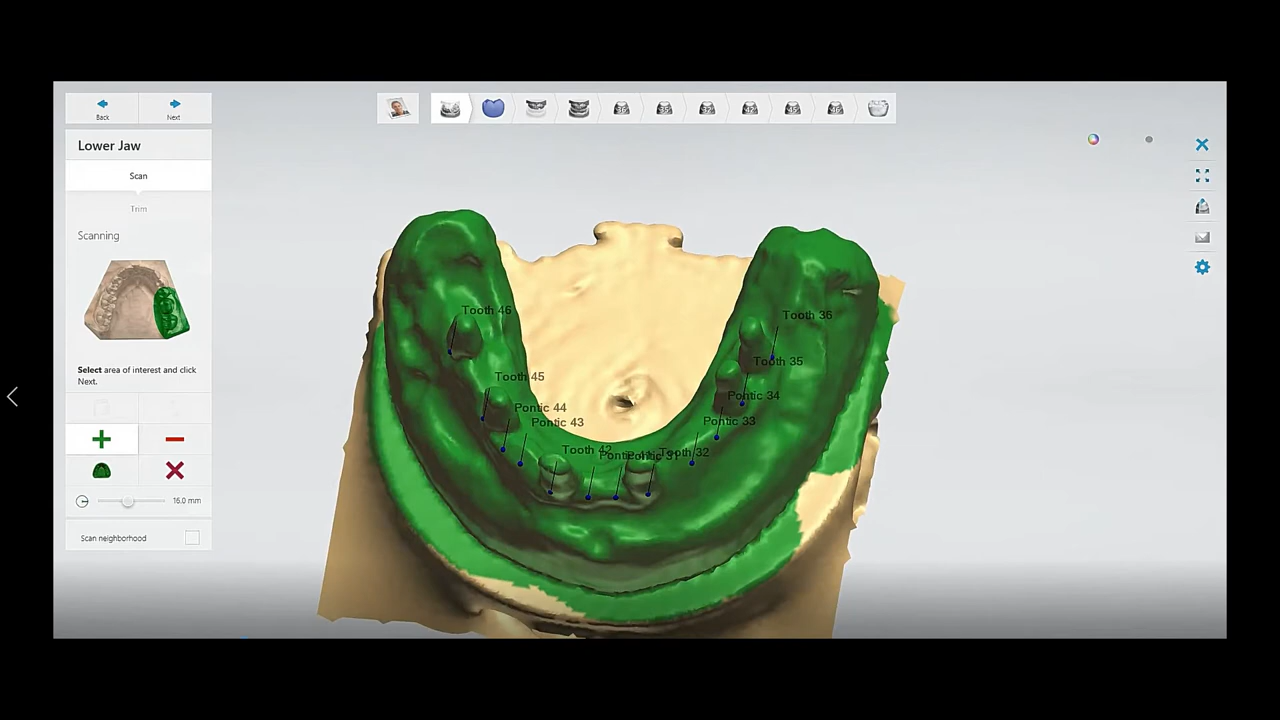 Back
Next
Lower Jaw
Scan
Trim
Scanning
Select area of interest and click
Next.
16.0 mm
Scan neighborhood
Tooth 46
Tooth 36
Tooth 35
Tooth 45
Pontic 34
Pontic 44
Pontic 43
Pontic 33
Tooth 42
Pontic 31
Tooth 32